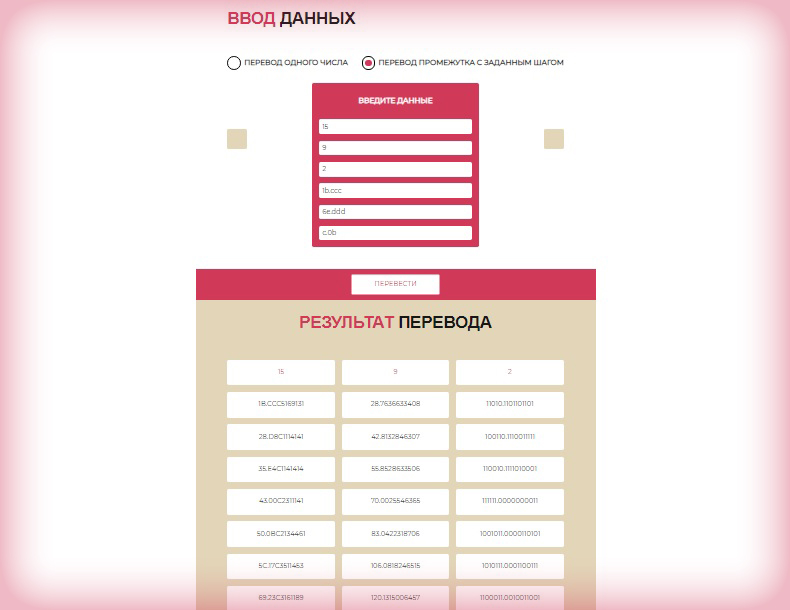 ВВОД ДАННЫХ
ПЕРЕВОД ОДНОГО ЧИСЛА ПЕРЕВОД ПРОМЕЖУТКА С ЗАДАННЫМ ШАГОМ
ВВЕДИТЕ ДАННЫЕ
15
9
2
1b.ccc
6e.ddd
c.0b
ПЕРЕВЕСТИ
РЕЗУЛЬТАТ ПЕРЕВОДА
15 9 2
1B.CCC5169131 28.7636633408 11010.1101101101
28.D8C1114141 42.8132846307 100110.1110011111
35.E4C1141414 55.8528633506 110010.1111010001
43.00C2311141 70.0025546365 111111.0000000011
50.0BC2134461 83.0422318706 1001011.0000110101
5C.17C3511453 106.0818246515 1010111.0001100111
69.23C3161189 120.1315006457 1100011.0010011001